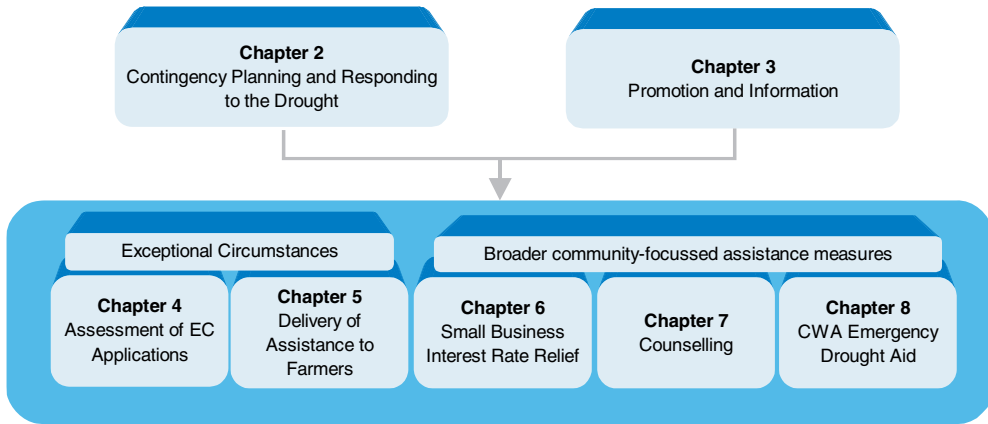 Chapter 2
Contingency Planning and Responding
to the Drought
Chapter 3
Promotion and Information
Exceptional Circumstances
Broader community-focussed assistance measures
Chapter 4
Assessment of EC
Applications
Chapter 5
Delivery of
Assistance to
Farmers
Chapter 6
Small Business
Interest Rate Relief
Chapter 7
Counselling
Chapter 8
CWA Emergency
Drought Aid